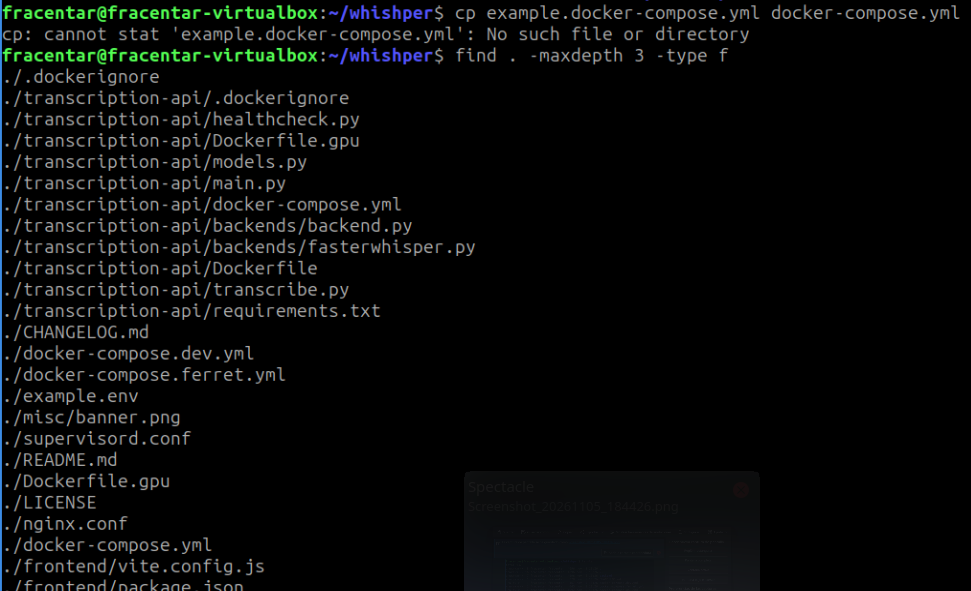 fracentar@fracentar-virtualbox:~/whishper$ cp example.docker-compose.yml docker-compose.yml
cp: cannot stat 'example.docker-compose.yml': No such file or directory
fracentar@fracentar-virtualbox:~/whishper$ find . -maxdepth 3 -type f
./.dockerignore
./transcription-api/.dockerignore
./transcription-api/healthcheck.py
./transcription-api/Dockerfile.gpu
./transcription-api/models.py
./transcription-api/main.py
./transcription-api/docker-compose.yml
./transcription-api/backends/backend.py
./transcription-api/backends/fasterwhisper.py
./transcription-api/Dockerfile
./transcription-api/transcribe.py
./transcription-api/requirements.txt
./CHANGELOG.md
./docker-compose.dev.yml
./docker-compose.ferret.yml
./example.env
./misc/banner.png
./supervisord.conf
./README.md
./Dockerfile.gpu
Spectacle
./LICENSE
Screenshot_20261105_184426.png
./nginx.conf
./docker-compose.yml
./frontend/vite.config.js
./frontend/package.json